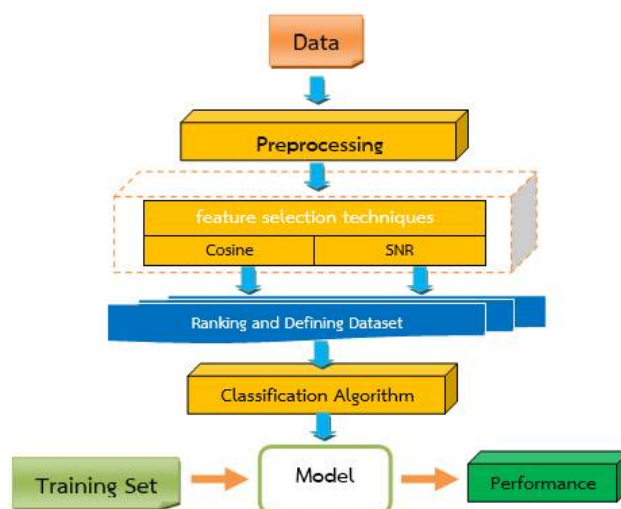 Data
Preprocessing
feature selection techniques
Cosine
SNR
Ranking and Defining Dataset
Classification Algorithm
Training Set
Model
Performance